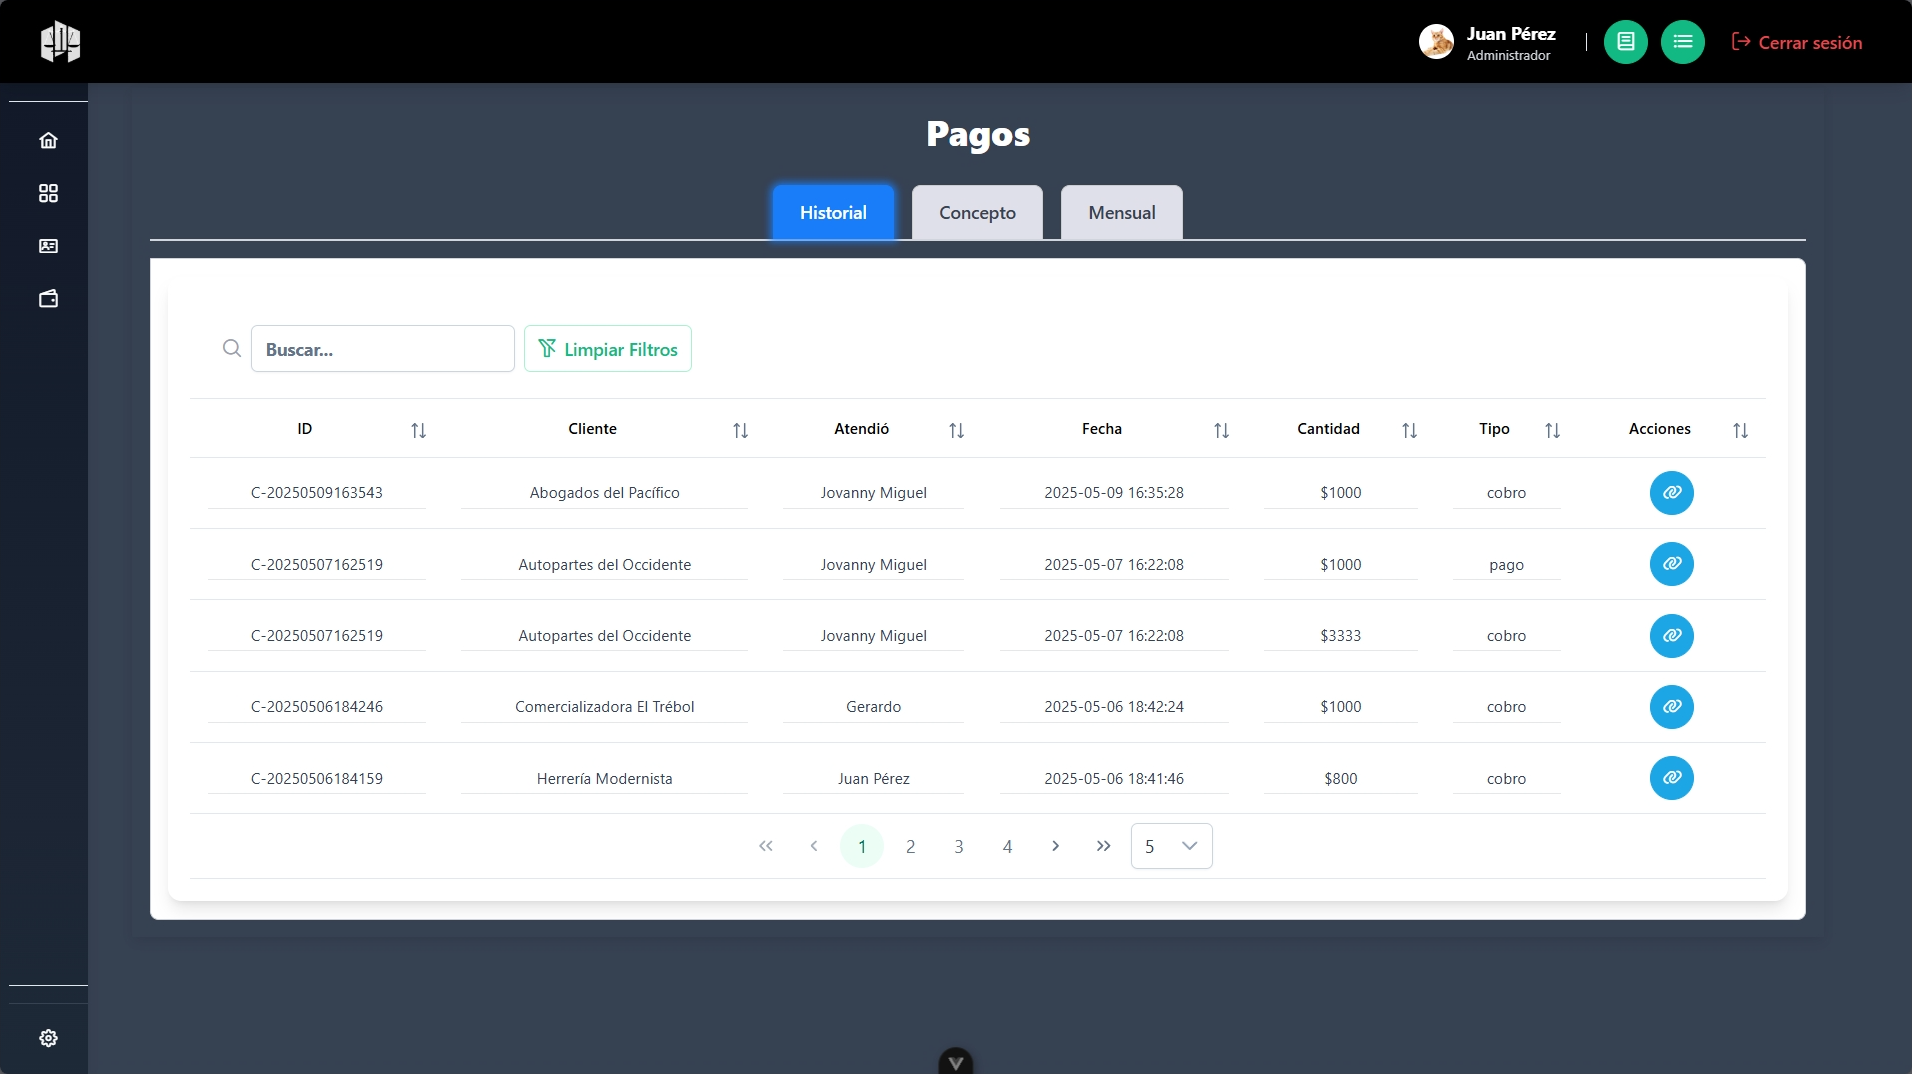 Juan Pérez
Administrador
Cerrar sesión
Pagos
Historial Concepto Mensual
Buscar... Limpiar Filtros
ID Cliente Atendió Fecha Cantidad Tipo Acciones
C-20250509163543 Abogados del Pacífico Jovanny Miguel 2025-05-09 16:35:28 $1000 cobro
C-20250507162519 Autopartes del Occidente Jovanny Miguel 2025-05-07 16:22:08 $1000 pago
C-20250507162519 Autopartes del Occidente Jovanny Miguel 2025-05-07 16:22:08 $3333 cobro
C-20250506184246 Comercializadora El Trébol Gerardo 2025-05-06 18:42:24 $1000 cobro
C-20250506184159 Herrería Modernista Juan Pérez 2025-05-06 18:41:46 $800 cobro
1 2 3 4 5